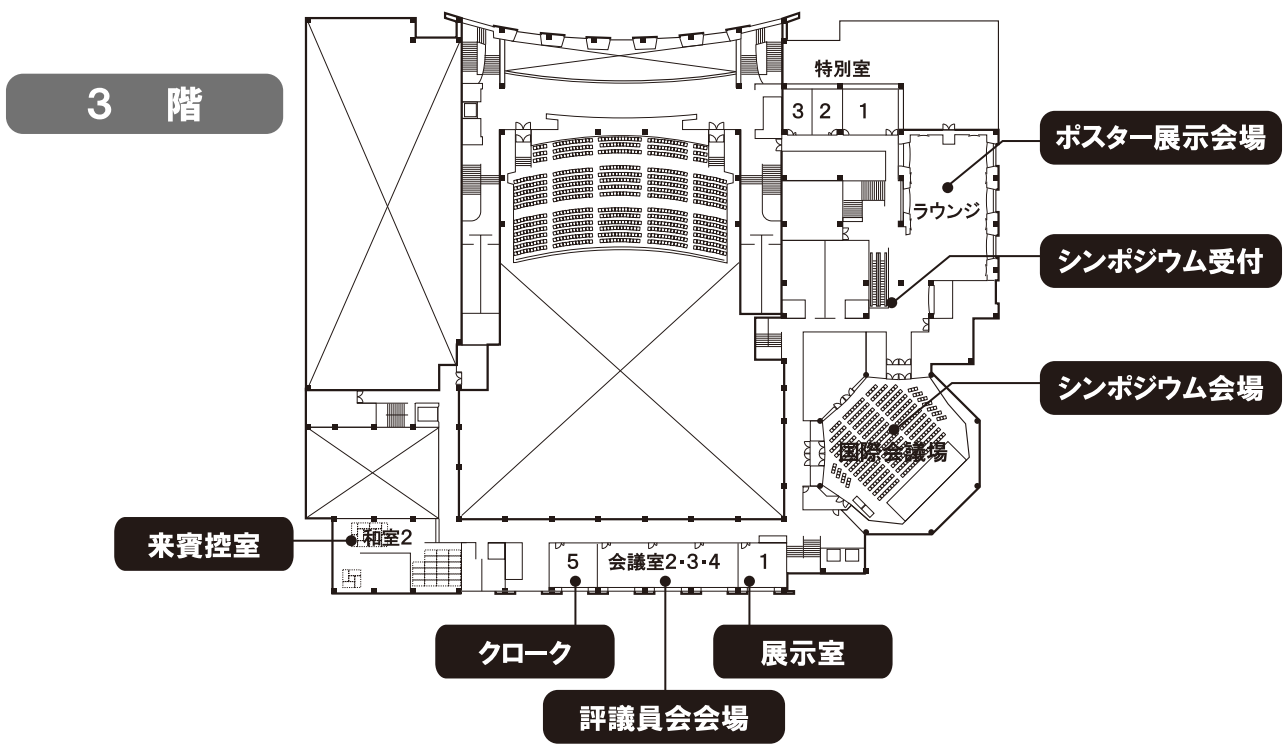 3 階
特別室
3 2 1
ポスター展示会場
ラウンジ
シンポジウム受付
シンポジウム会場
国際会議場
来賓控室
和室2
5
会議室2・3・4
1
クローク
展示室
評議員会会場